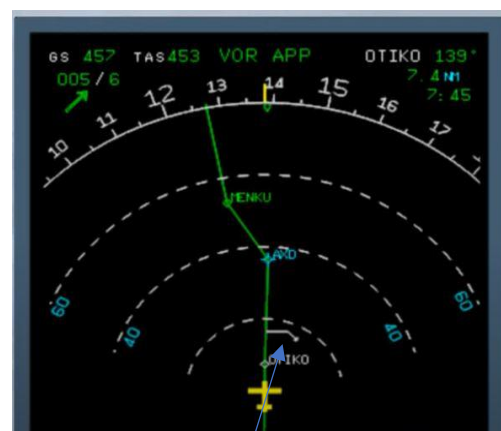 GS 457 TAS453 VOR APP OTIKO 139°
005/6 7.4 NM
7:45
10 11 12 13 14 15 16 17
MENKU
AKO
60 60
40 40
OTIKO